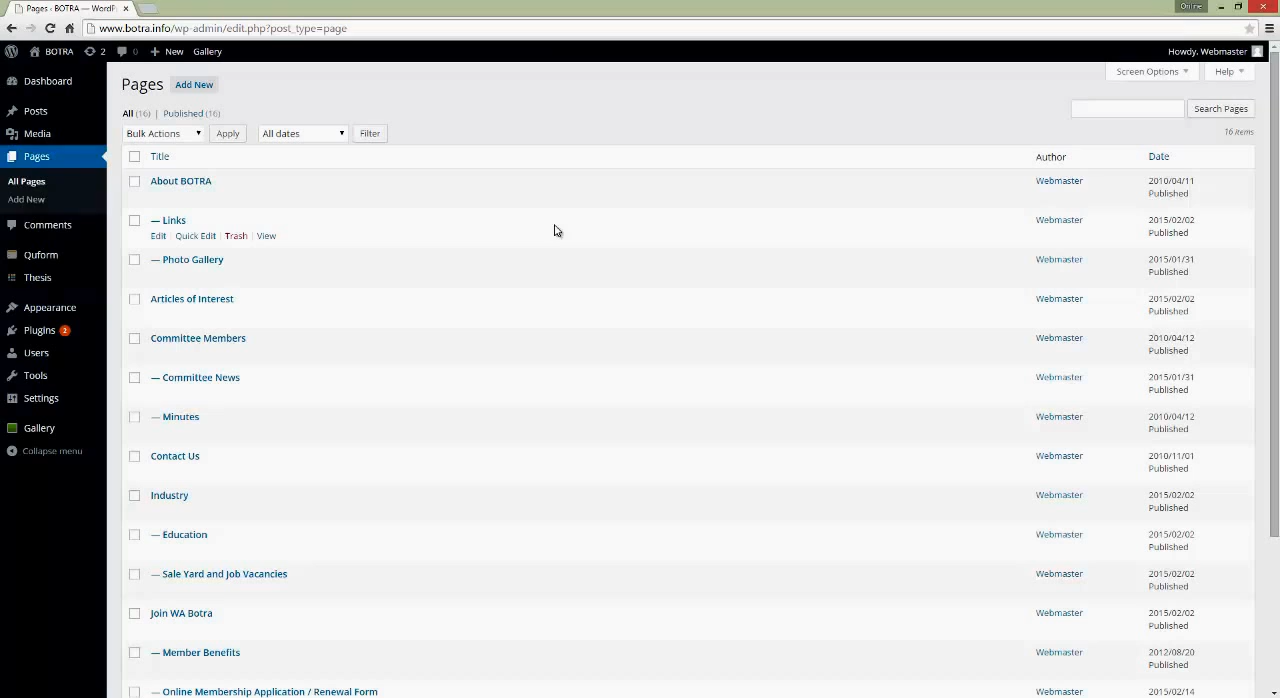 Pages ‹ BOTRA — WordP
Online
www.botra.info/wp-admin/edit.php?post_type=page
BOTRA 2 0 New Gallery Howdy, Webmaster
Dashboard
Posts
Media
Pages
All Pages
Add New
Comments
Quform
Thesis
Appearance
Plugins 2
Users
Tools
Settings
Gallery
Collapse menu
Screen Options Help
Pages Add New
All (16) | Published (16)
Search Pages
Bulk Actions Apply All dates Filter
16 items
Title Author Date
About BOTRA Webmaster 2010/04/11
Published
— Links Webmaster 2015/02/02
Published
Edit | Quick Edit | Trash | View
— Photo Gallery Webmaster 2015/01/31
Published
Articles of Interest Webmaster 2015/02/02
Published
Committee Members Webmaster 2010/04/12
Published
— Committee News Webmaster 2015/01/31
Published
— Minutes Webmaster 2010/04/12
Published
Contact Us Webmaster 2010/11/01
Published
Industry Webmaster 2015/02/02
Published
— Education Webmaster 2015/02/02
Published
— Sale Yard and Job Vacancies Webmaster 2015/02/02
Published
Join WA Botra Webmaster 2015/02/02
Published
— Member Benefits Webmaster 2012/08/20
Published
— Online Membership Application / Renewal Form Webmaster 2015/02/14